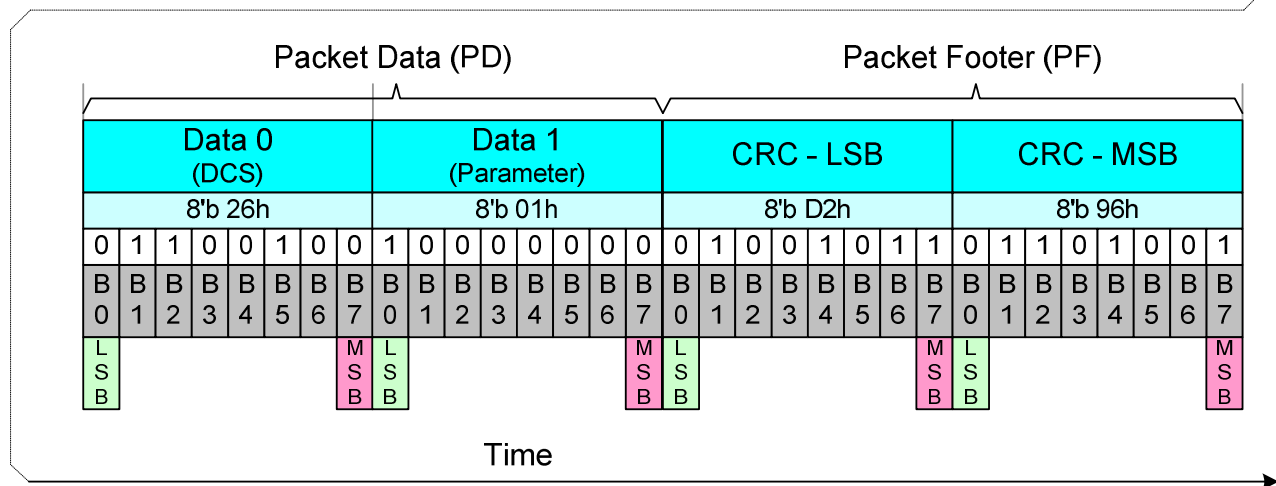 Packet Data (PD) Packet Footer (PF)
Data 0 Data 1 CRC - LSB CRC - MSB
(DCS) (Parameter)
8'b 26h 8'b 01h 8'b D2h 8'b 96h
0 1 1 0 0 1 0 0 1 0 0 0 0 0 0 0 0 1 0 0 1 0 1 1 0 1 1 0 1 0 0 1
B B B B B B B B B B B B B B B B B B B B B B B B B B B B B B B B
0 1 2 3 4 5 6 7 0 1 2 3 4 5 6 7 0 1 2 3 4 5 6 7 0 1 2 3 4 5 6 7
L M L M L M L M
S S S S S S S S
B B B B B B B B
Time